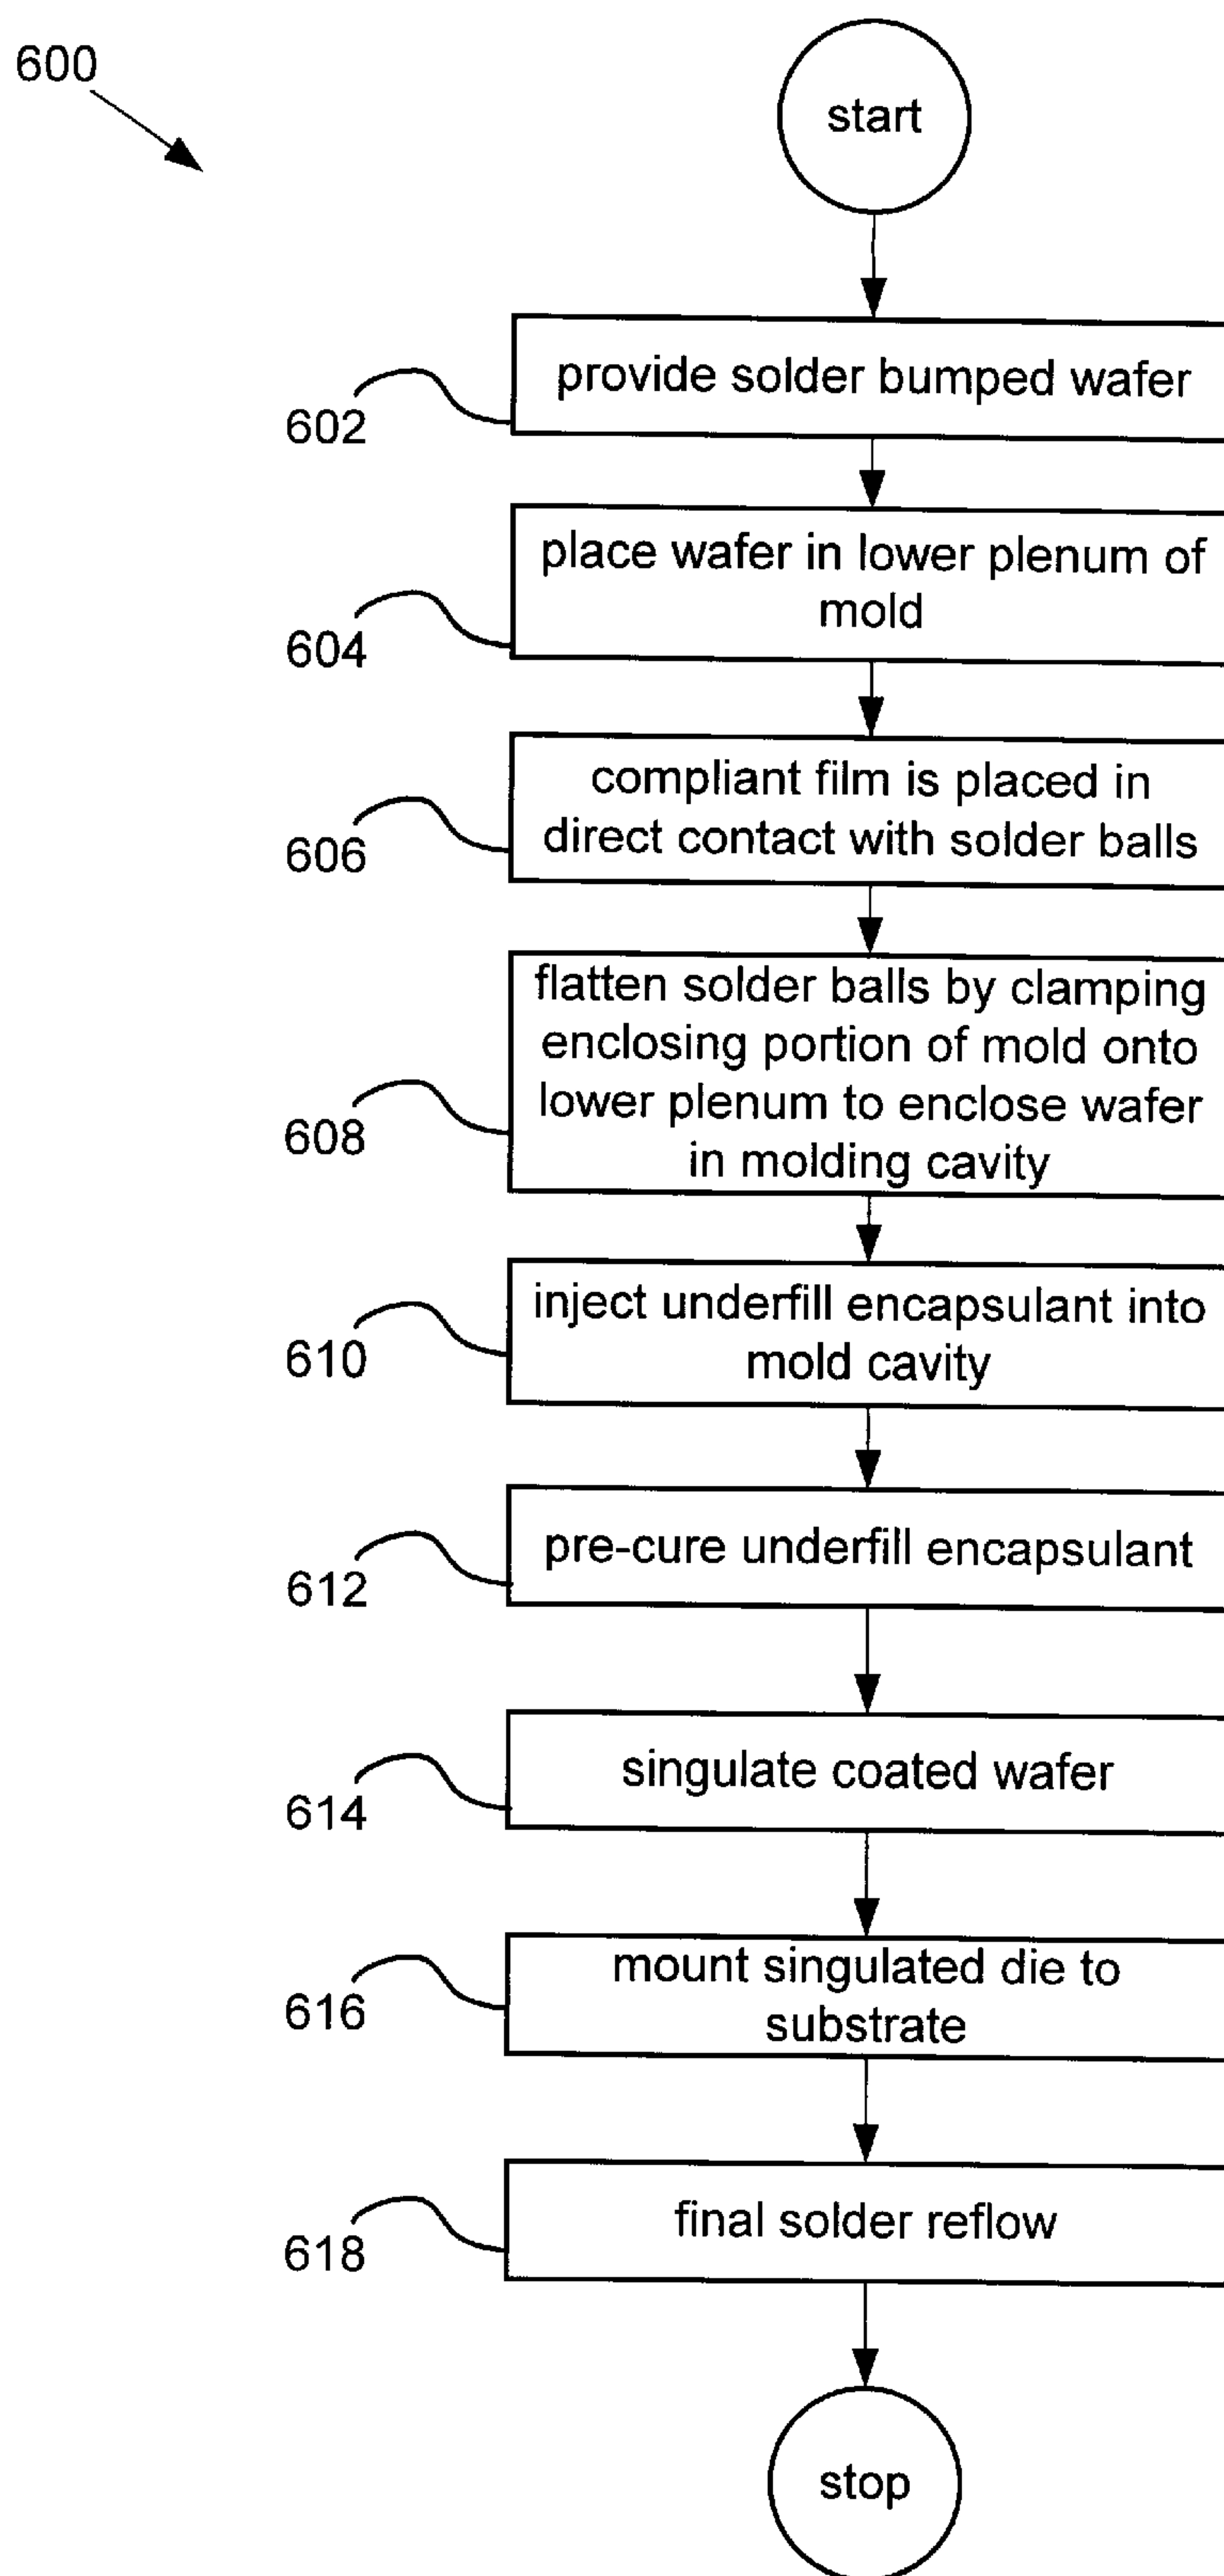 600
start
provide solder bumped wafer
602
place wafer in lower plenum of
mold
604
compliant film is placed in
direct contact with solder balls
606
flatten solder balls by clamping
enclosing portion of mold onto
lower plenum to enclose wafer
in molding cavity
608
inject underfill encapsulant into
mold cavity
610
pre-cure underfill encapsulant
612
singulate coated wafer
614
mount singulated die to
substrate
616
final solder reflow
618
stop